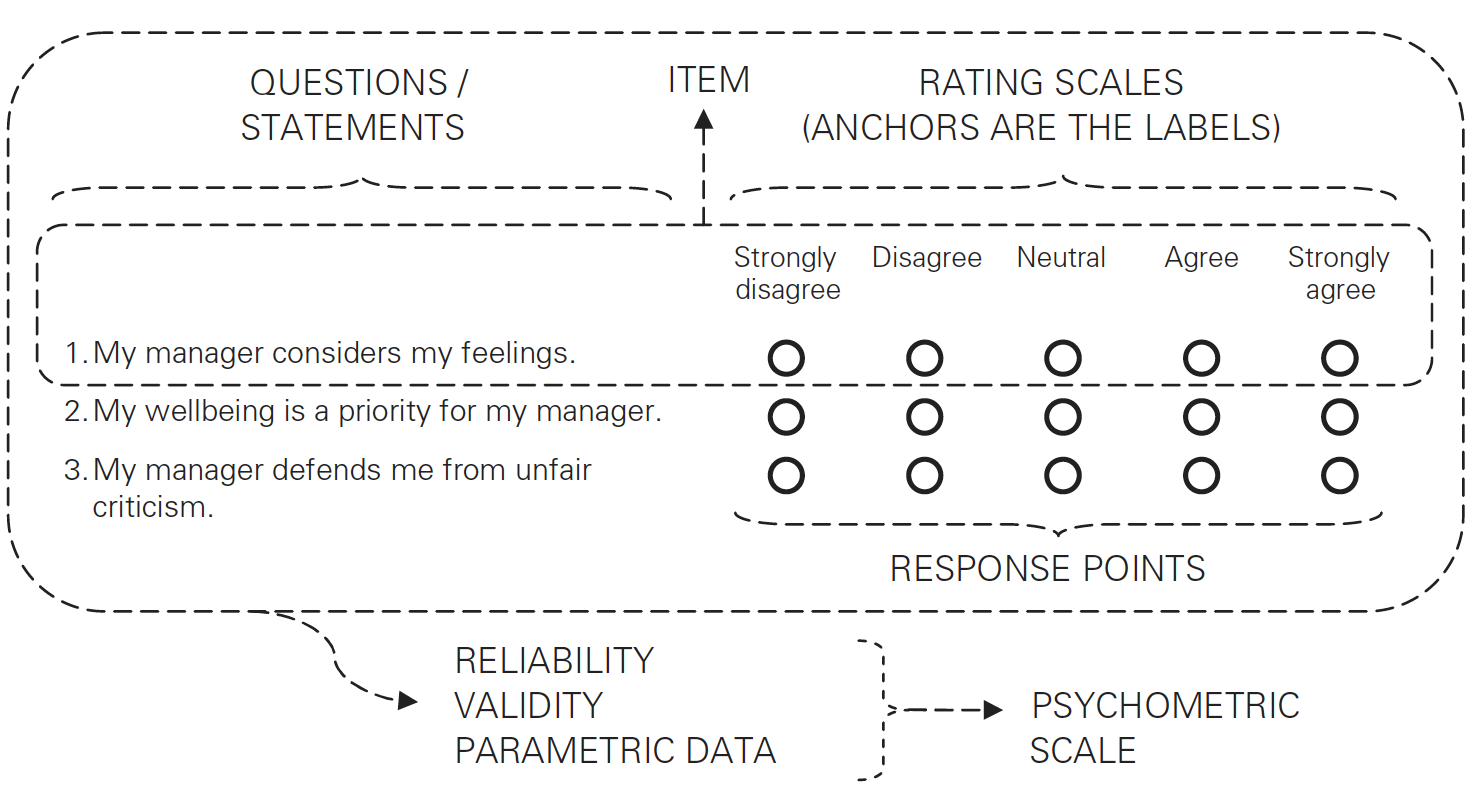 QUESTIONS /
STATEMENTS
ITEM
RATING SCALES
(ANCHORS ARE THE LABELS)
Strongly disagree
Disagree
Neutral
Agree
Strongly agree
1. My manager considers my feelings.
2. My wellbeing is a priority for my manager.
3. My manager defends me from unfair
criticism.
RESPONSE POINTS
RELIABILITY
VALIDITY
PARAMETRIC DATA
PSYCHOMETRIC
SCALE